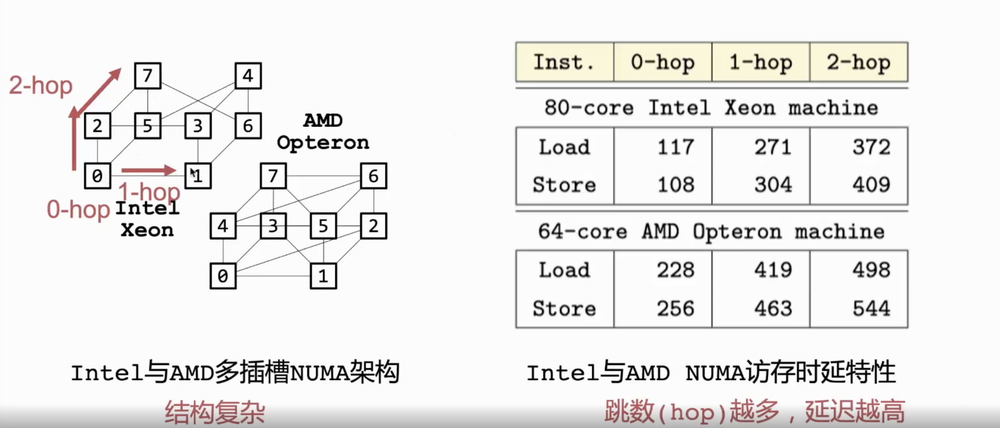 2-hop
7
4
2
5
3
6
AMD
Opteron
0
1
1-hop
0-hop
Intel
Xeon
7
6
4
3
5
2
0
1
Intel与AMD多插槽NUMA架构
结构复杂
Inst. 0-hop 1-hop 2-hop
80-core Intel Xeon machine
Load 117 271 372
Store 108 304 409
64-core AMD Opteron machine
Load 228 419 498
Store 256 463 544
Intel与AMD NUMA访存时延特性
跳数(hop)越多，延迟越高